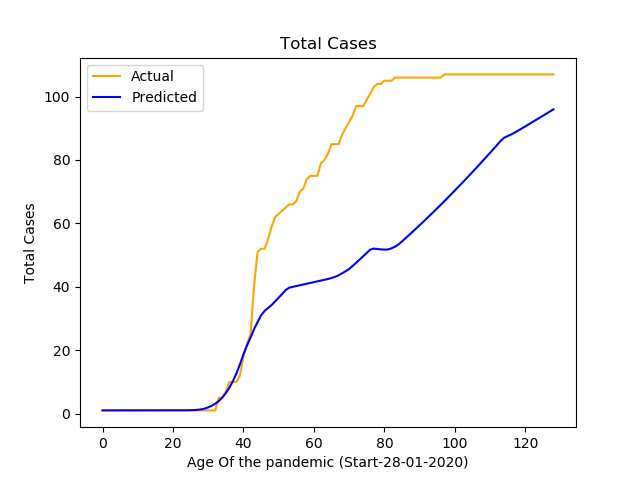 Total Cases
Actual
Predicted
100
80
60
40
20
0
Total Cases
0 20 40 60 80 100 120
Age Of the pandemic (Start-28-01-2020)